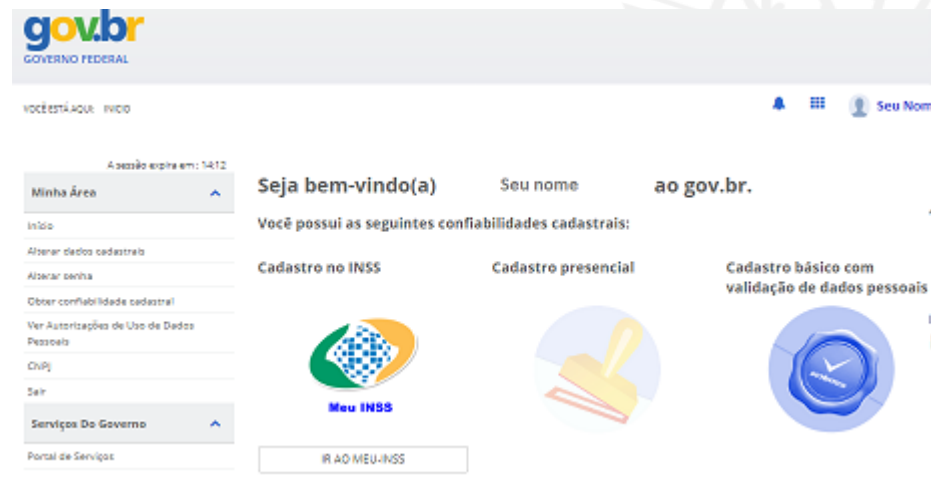 gov.br
GOVERNO FEDERAL
VOCÊ ESTÁ AQUI: INÍCIO
Seu Nom
A sessão expira em: 14:12
Minha Área
Início
Alterar dados cadastrais
Alterar senha
Obter confiabilidade cadastral
Ver Autorizações de Uso de Dados
Pessoais
CNPJ
Sair
Serviços Do Governo
Portal de Serviços
Seja bem-vindo(a) Seu nome ao gov.br.
Você possui as seguintes confiabilidades cadastrais:
Cadastro no INSS
Meu INSS
IR AO MEU-INSS
Cadastro presencial
Cadastro básico com
validação de dados pessoais